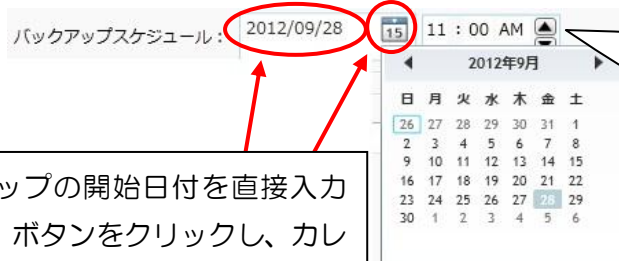 バックアップスケジュール： 2012/09/28 15 11 : 00 AM
2012年9月
日 月 火 水 木 金 土
26 27 28 29 30 31 1
2 3 4 5 6 7 8
9 10 11 12 13 14 15
16 17 18 19 20 21 22
23 24 25 26 27 28 29
30 1 2 3 4 5 6
ップの開始日付を直接入力
ボタンをクリックし、カレ